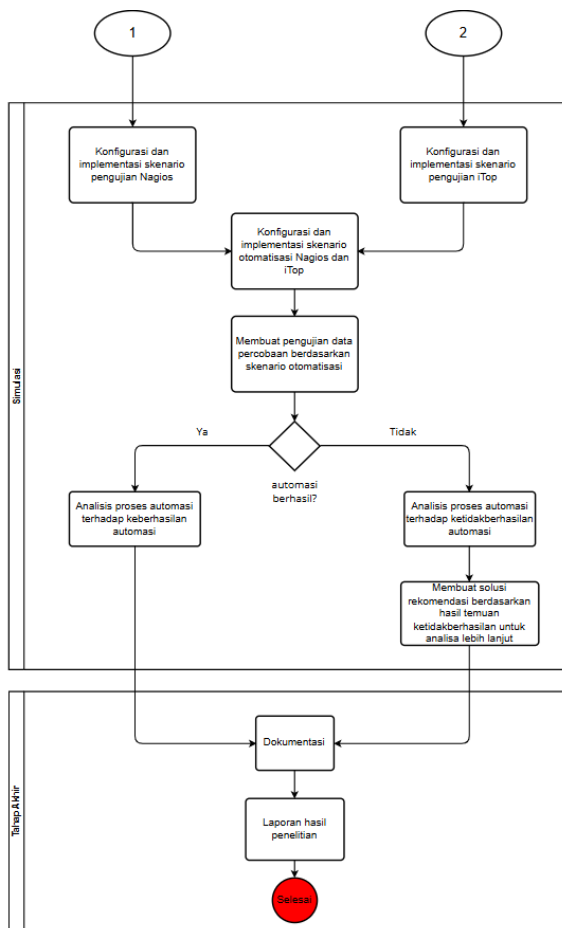 1
2
Simulasi
Konfigurasi dan
implementasi skenario
pengujian Nagios
Konfigurasi dan
implementasi skenario
pengujian iTop
Konfigurasi dan
implementasi skenario
otomatisasi Nagios dan
iTop
Membuat pengujian data
percobaan berdasarkan
skenario otomatisasi
Ya
Tidak
automasi
berhasil?
Analisis proses automasi
terhadap keberhasilan
automasi
Analisis proses automasi
terhadap ketidakberhasilan
automasi
Membuat solusi
rekomendasi berdasarkan
hasil temuan
ketidakberhasilan untuk
analisa lebih lanjut
Tahap Akhir
Dokumentasi
Laporan hasil
penelitian
Selesai